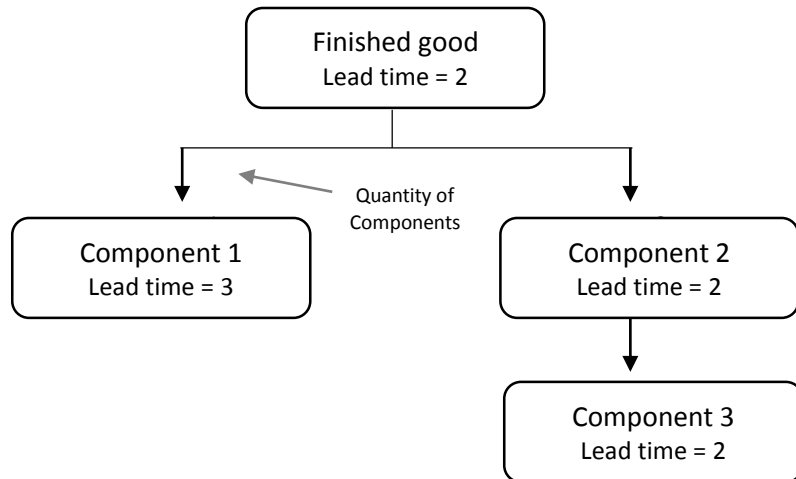 Finished good
Lead time = 2
Quantity of
Components
Component 1
Lead time = 3
Component 2
Lead time = 2
Component 3
Lead time = 2